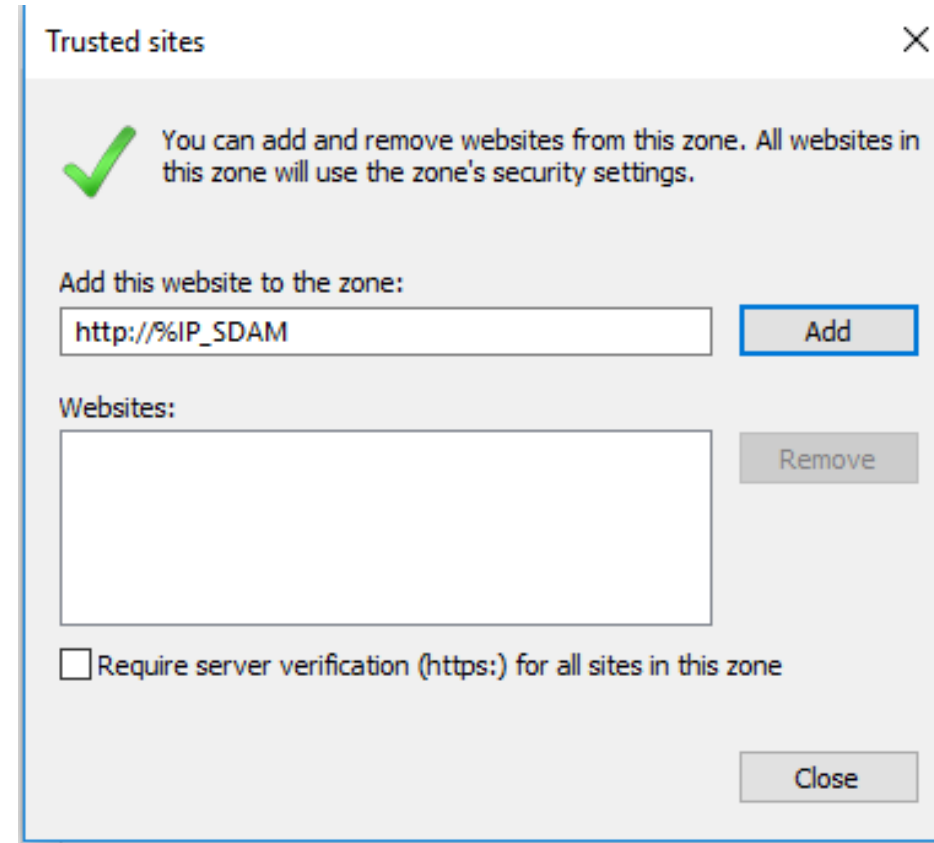 Trusted sites
You can add and remove websites from this zone. All websites in
this zone will use the zone's security settings.
Add this website to the zone:
http://%IP_SDAM
Add
Websites:
Remove
Require server verification (https:) for all sites in this zone
Close